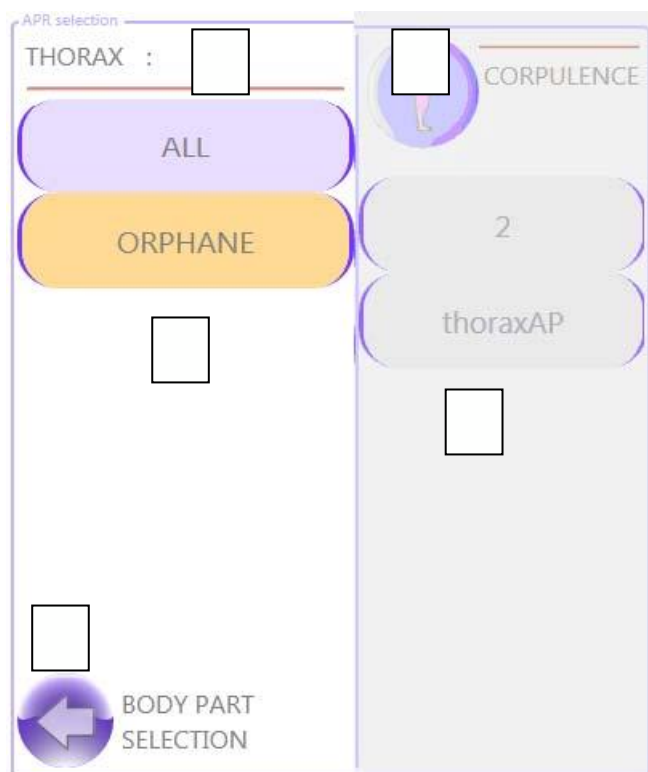 APR selection
THORAX :
ALL
ORPHANE
BODY PART
SELECTION
CORPULENCE
2
thoraxAP